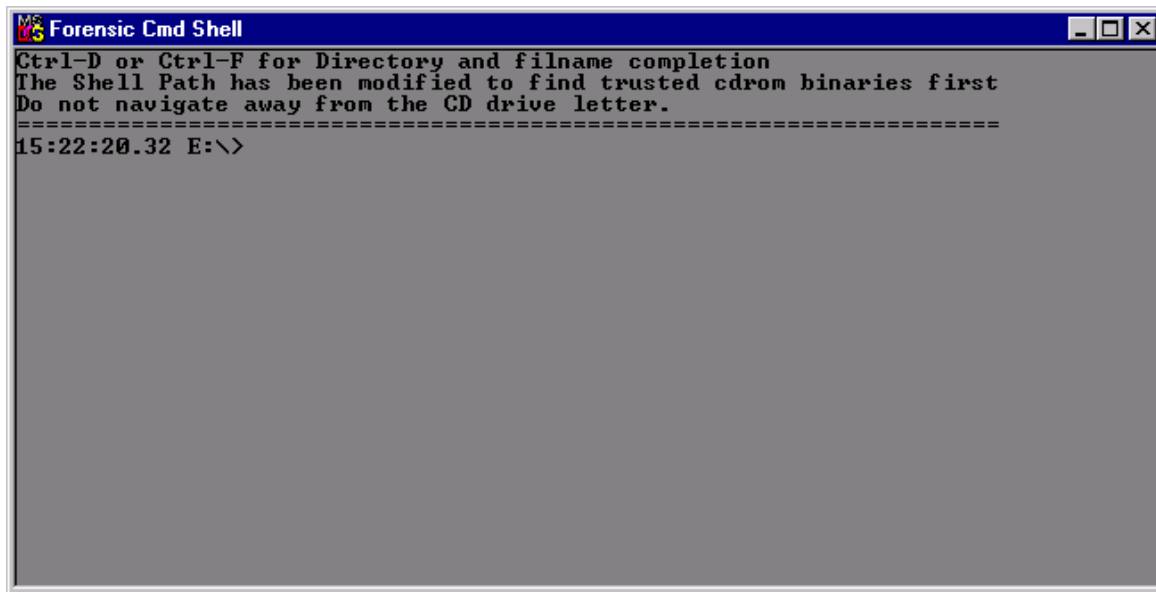 Forensic Cmd Shell
Ctrl-D or Ctrl-F for Directory and filname completion
The Shell Path has been modified to find trusted cdrom binaries first
Do not navigate away from the CD drive letter.
=====================================================================
15:22:20.32 E:\>